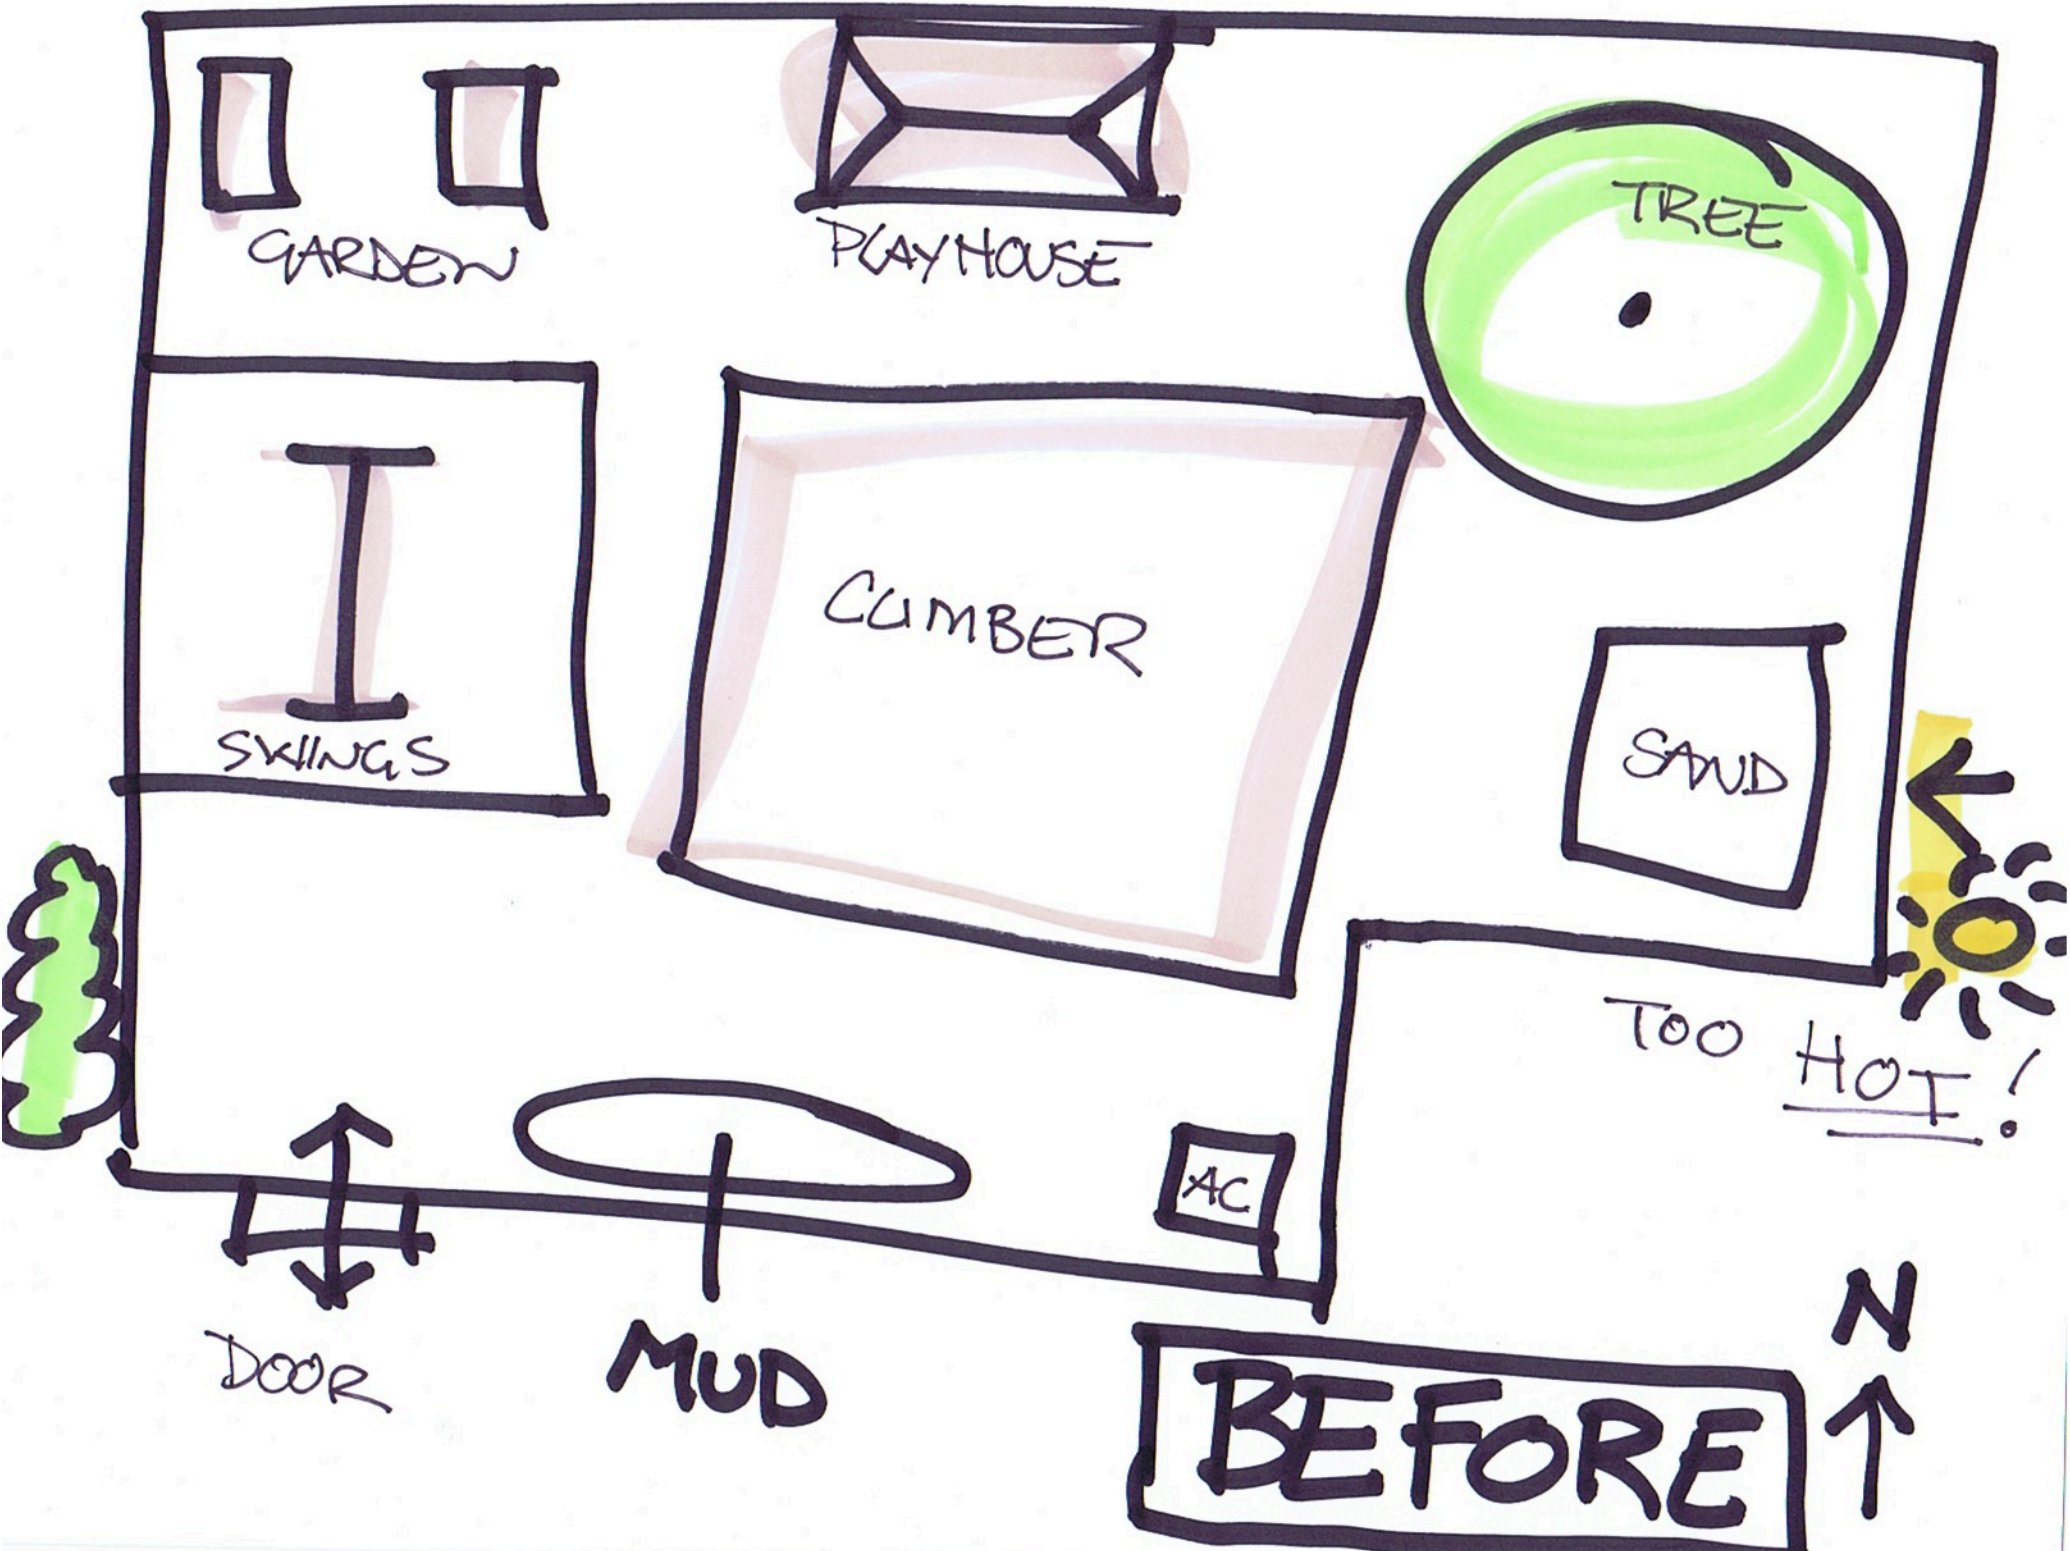 TREE
GARDEN
PLAYHOUSE
CLIMBER
SWINGS
SAND
TOO HOT!
AC
DOOR
MUD
N
BEFORE